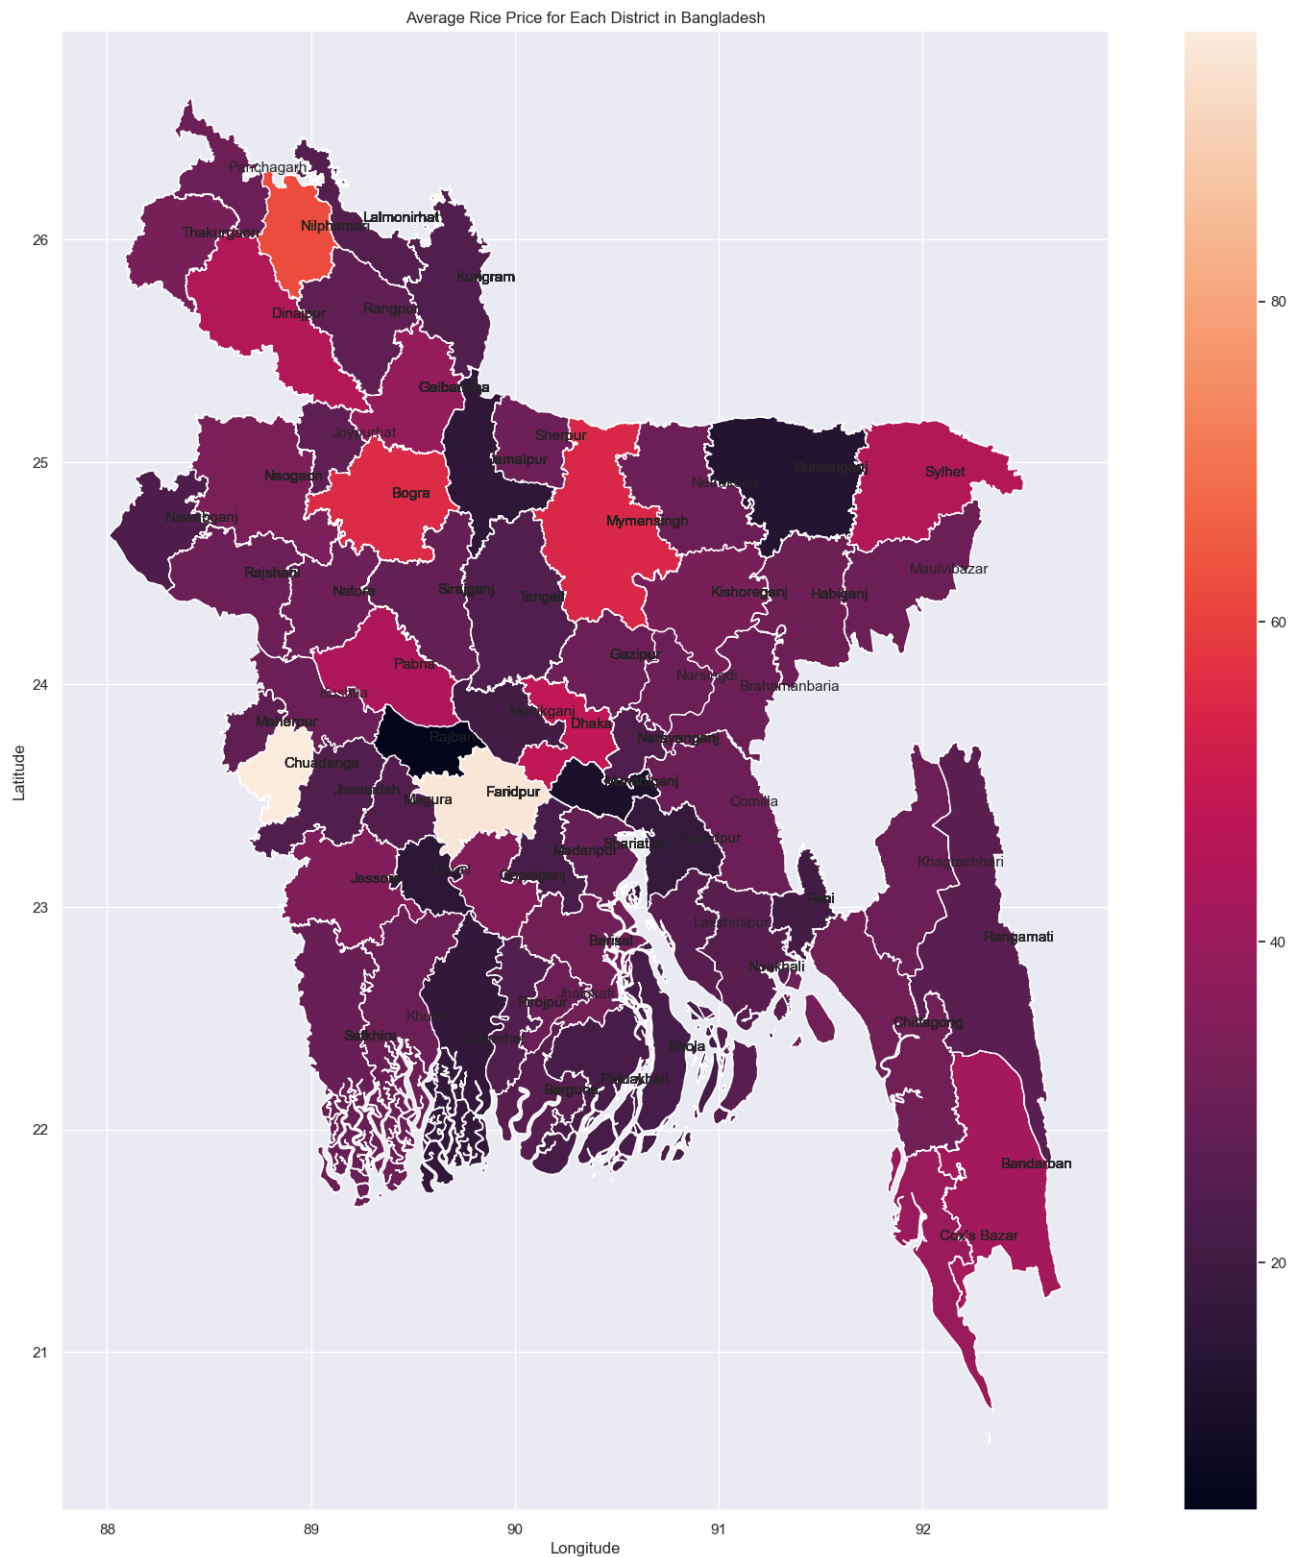 Average Rice Price for Each District in Bangladesh
Panchagarh
Lalmonirhat
Nilphamari
Thakurgaon
26
Kurigram
80
Rangpur
Dinajpur
Gaibandha
Joypurhat
Sherpur
25
Jamalpur
Sunamganj
Sylhet
Naogaon
Netrakona
Bogra
Nawabganj
Mymensingh
Maulvibazar
Rajshahi
Natore
Sirajganj
Tangail
Kishoreganj
Habiganj
60
Gazipur
Pabna
Narsingdi
24
Brahamanbaria
Kushtia
Manikganj
Dhaka
Meherpur
Rajbari
Narayanganj
Chuadanga
Latitude
Munshiganj
Jhenaidah
Faridpur
Magura
Comilla
Shariatpur
Chandpur
Madaripur
Khagrachhari
Narail
Gopalganj
Jessore
Feni
23
Lakshmipur
40
Barisal
Rangamati
Noakhali
Jhalokati
Pirojpur
Khulna
Chittagong
Satkhira
Bagerhat
Bhola
Patuakhali
Barguna
22
Bandarban
Cox's Bazar
20
21
88
89
90
91
92
Longitude